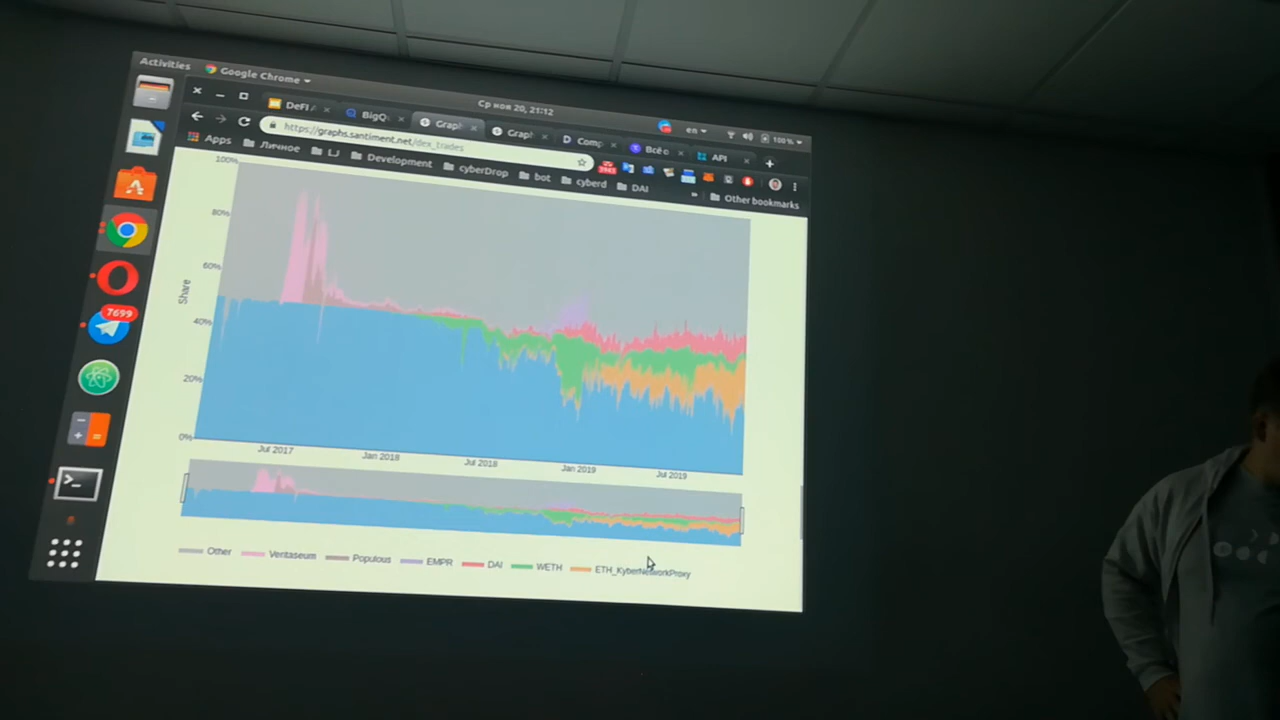 Activities
Google Chrome
Ср ноя 20, 21:12
en
100%
DeFI
BigQ
Graph
Graph
Comp
Всё о
API
https://graphs.santiment.net/dex_trades
Apps
Личное
LJ
Development
cyberDrop
bot
cyberd
DAI
Other bookmarks
7699
100%
80%
60%
40%
20%
0%
Share
Jul 2017
Jan 2018
Jul 2018
Jan 2019
Jul 2019
Other
Veritaseum
Populous
EMPR
DAI
WETH
ETH_KyberNetworkProxy